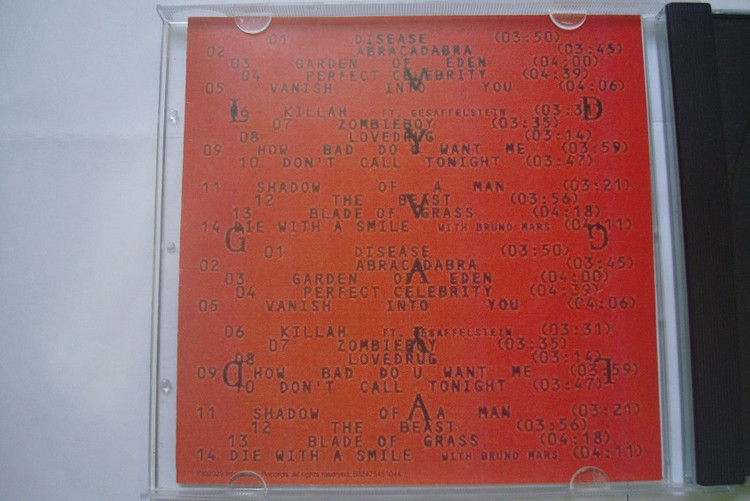 01 DISEASE (03:50)
02 ABRACADABRA (03:45)
03 GARDEN OF EDEN (04:00)
04 PERFECT CELEBRITY (04:39)
05 VANISH INTO YOU (04:06)
KILLAH FT. GESAFFELSTEIN
07 ZOMBIEBOY (03:35)
08 LOVEDRUG (03:14)
09 HOW BAD DO U WANT ME (03:59)
10 DON'T CALL TONIGHT (03:47)
11 SHADOW OF A MAN (03:21)
12 THE BEAST (03:56)
13 BLADE OF GRASS (04:18)
14 DIE WITH A SMILE WITH BRUNO MARS (04:11)
01 DISEASE (03:50)
02 ABRACADABRA (03:45)
03 GARDEN OF EDEN (04:00)
04 PERFECT CELEBRITY (04:39)
05 VANISH INTO YOU (04:06)
06 KILLAH FT. GESAFFELSTEIN (03:31)
07 ZOMBIEBOY (03:35)
08 LOVEDRUG (03:14)
09 HOW BAD DO U WANT ME (03:59)
10 DON'T CALL TONIGHT (03:47)
11 SHADOW OF A MAN (03:21)
12 THE BEAST (03:56)
13 BLADE OF GRASS (04:18)
14 DIE WITH A SMILE WITH BRUNO MARS (04:11)
Records. All rights reserved.